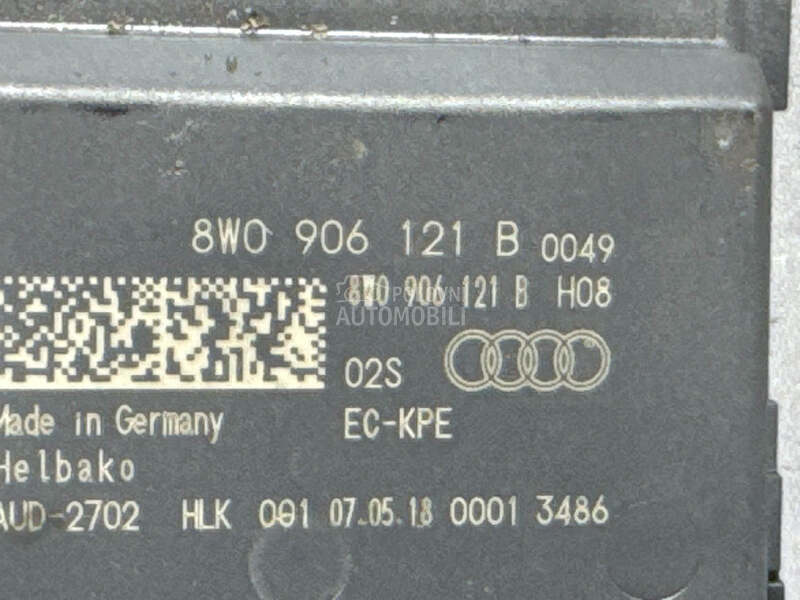 8W0 906 121 B 0049
8W0 906 121 B H08
POLOVNI
AUTOMOBILI
02S
Made in Germany EC-KPE
Helbako
AUD-2702 HLK 001 07.05.18 0001 3486